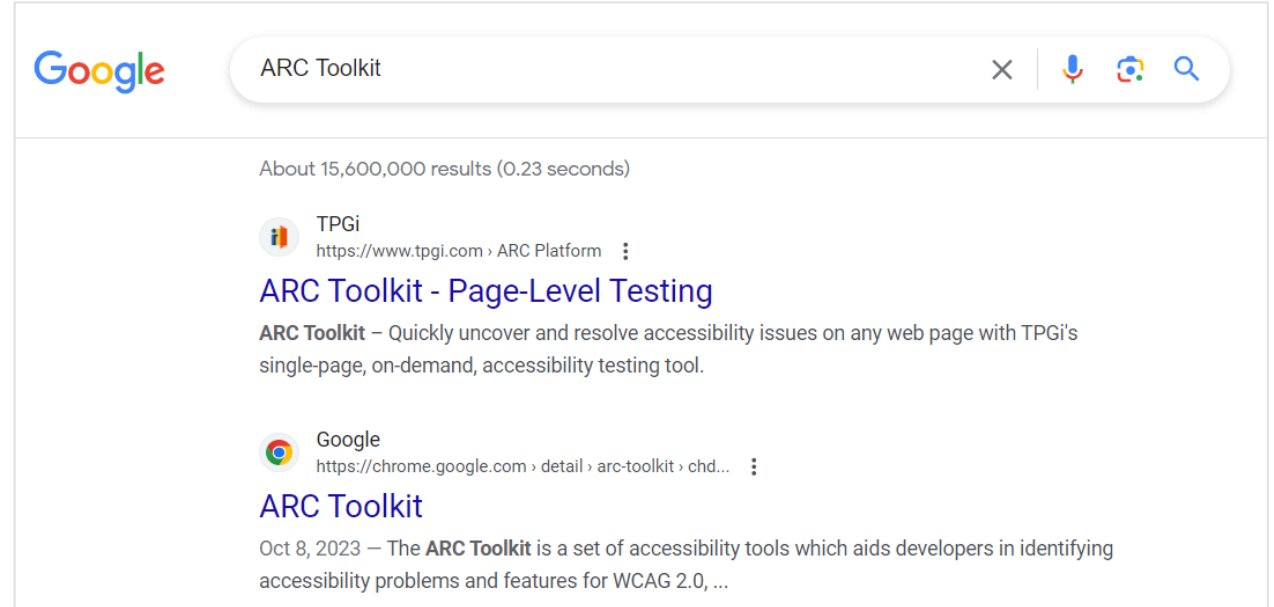 Google
ARC Toolkit
About 15,600,000 results (0.23 seconds)
TPGi
https://www.tpgi.com › ARC Platform
ARC Toolkit - Page-Level Testing
ARC Toolkit – Quickly uncover and resolve accessibility issues on any web page with TPGi's
single-page, on-demand, accessibility testing tool.
Google
https://chrome.google.com › detail › arc-toolkit › chd...
ARC Toolkit
Oct 8, 2023 — The ARC Toolkit is a set of accessibility tools which aids developers in identifying
accessibility problems and features for WCAG 2.0, ...